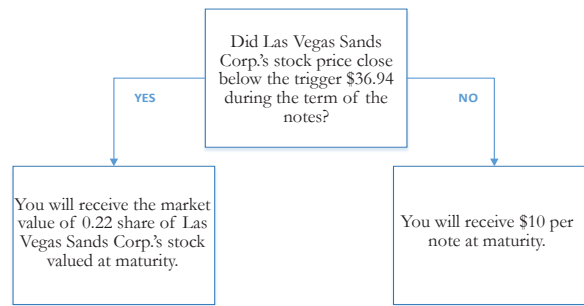 Did Las Vegas Sands
Corp.'s stock price close
below the trigger $36.94
during the term of the
notes?
YES
NO
You will receive the market
value of 0.22 share of Las
Vegas Sands Corp.'s stock
valued at maturity.
You will receive $10 per
note at maturity.